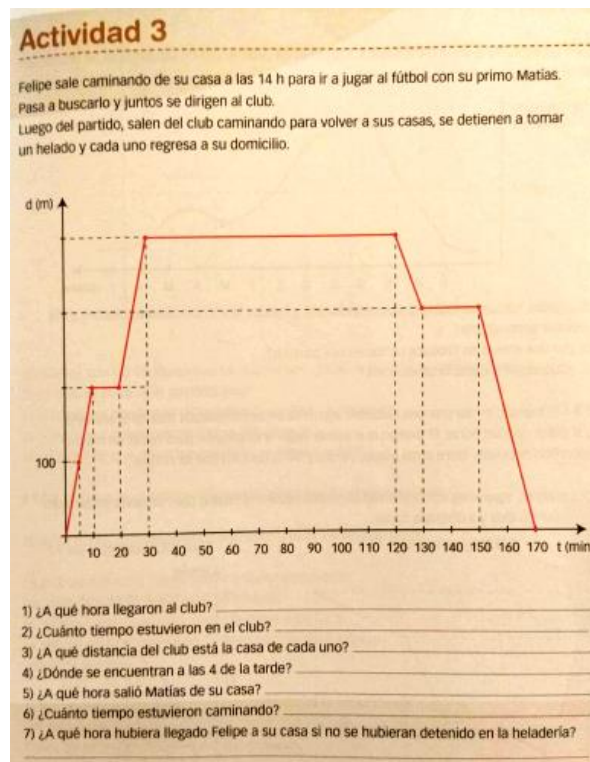 Actividad 3
Felipe sale caminando de su casa a las 14 h para ir a jugar al fútbol con su primo Matías.
Pasa a buscarlo y juntos se dirigen al club.
Luego del partido, salen del club caminando para volver a sus casas, se detienen a tomar
un helado y cada uno regresa a su domicilio.
d (m)
100
10 20 30 40 50 60 70 80 90 100 110 120 130 140 150 160 170 t (min
1) ¿A qué hora llegaron al club?
2) ¿Cuánto tiempo estuvieron en el club?
3) ¿A qué distancia del club está la casa de cada uno?
4) ¿Dónde se encuentran a las 4 de la tarde?
5) ¿A qué hora salió Matías de su casa?
6) ¿Cuánto tiempo estuvieron caminando?
7) ¿A qué hora hubiera llegado Felipe a su casa si no se hubieran detenido en la heladería?